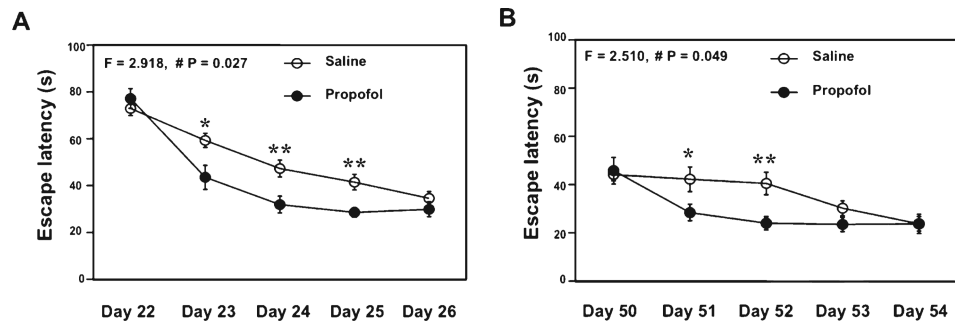 A
Escape latency (s)
100
80
60
40
20
0
F = 2.918, # P = 0.027
Saline
Propofol
*
**
**
Day 22 Day 23 Day 24 Day 25 Day 26
B
Escape latency (s)
100
80
60
40
20
0
F = 2.510, # P = 0.049
Saline
Propofol
*
**
Day 50 Day 51 Day 52 Day 53 Day 54